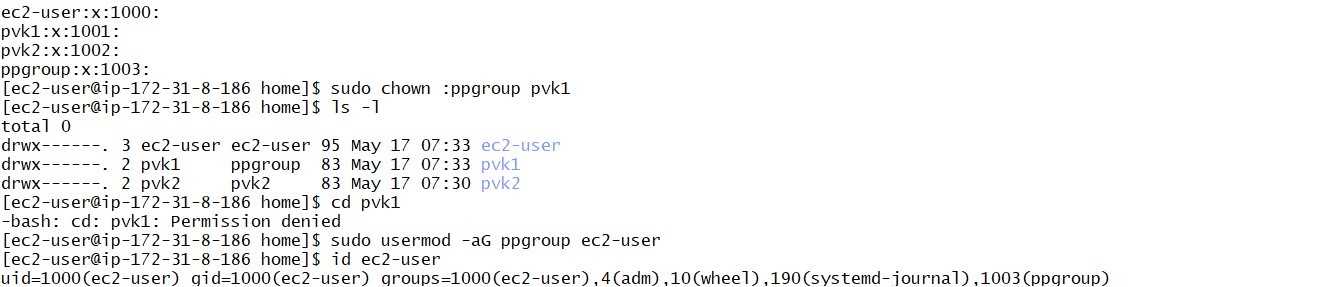 ec2-user:x:1000:
pvk1:x:1001:
pvk2:x:1002:
ppgroup:x:1003:
[ec2-user@ip-172-31-8-186 home]$ sudo chown :ppgroup pvk1
[ec2-user@ip-172-31-8-186 home]$ ls -l
total 0
drwx------. 3 ec2-user ec2-user 95 May 17 07:33 ec2-user
drwx------. 2 pvk1     ppgroup  83 May 17 07:33 pvk1
drwx------. 2 pvk2     pvk2     83 May 17 07:30 pvk2
[ec2-user@ip-172-31-8-186 home]$ cd pvk1
-bash: cd: pvk1: Permission denied
[ec2-user@ip-172-31-8-186 home]$ sudo usermod -aG ppgroup ec2-user
[ec2-user@ip-172-31-8-186 home]$ id ec2-user
uid=1000(ec2-user) gid=1000(ec2-user) groups=1000(ec2-user),4(adm),10(wheel),190(systemd-journal),1003(ppgroup)